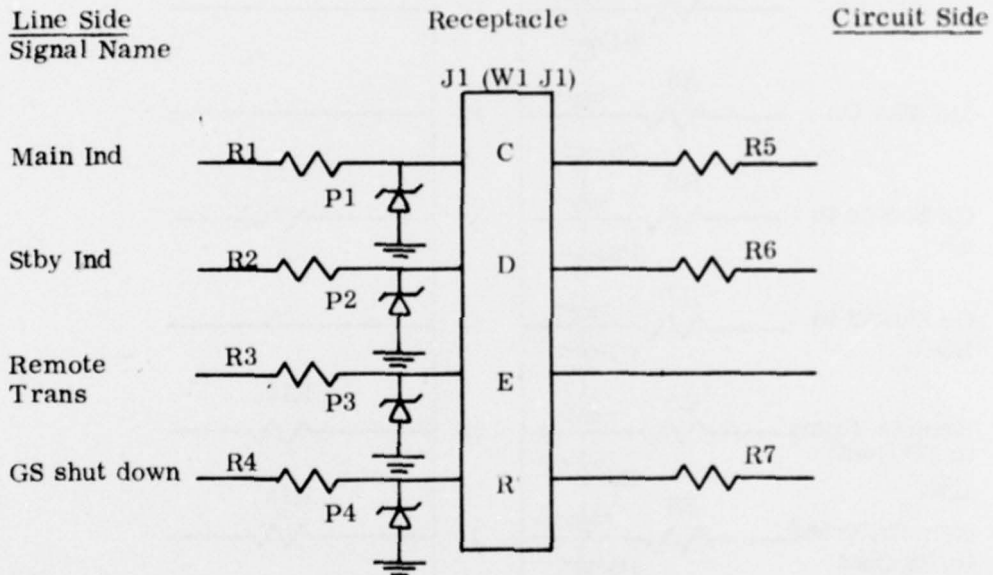 Line Side
Signal Name
Receptacle
Circuit Side
J1 (W1 J1)
Main Ind
R1
C
R5
P1
Stby Ind
R2
D
R6
P2
Remote
Trans
R3
E
P3
GS shut down
R4
R
R7
P4